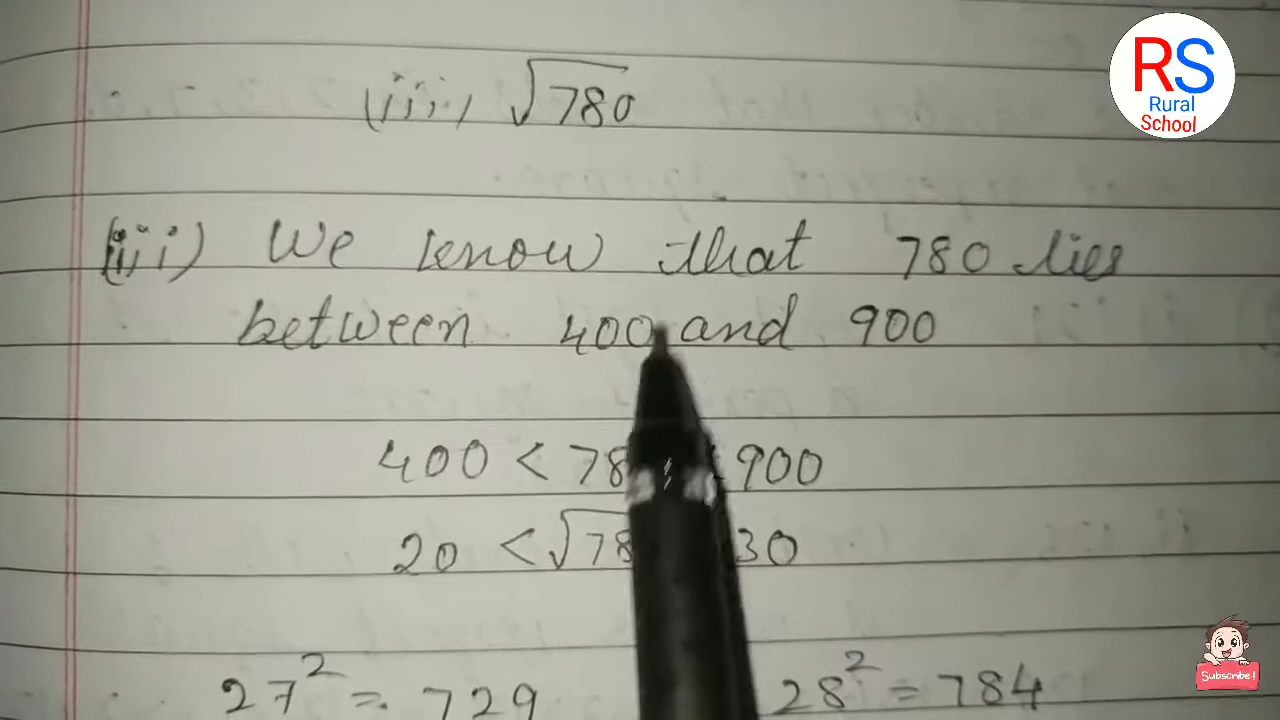 (iii) √780
RS
Rural
School
(iii) We know that 780 lies
between 400 and 900
400 < 78 900
20 < √78 30
27² = 729 28² = 784
Subscribe!